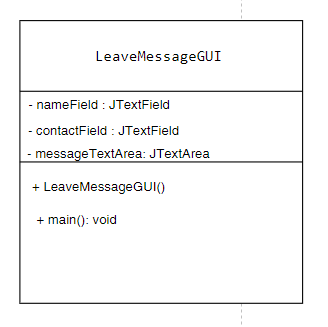 LeaveMessageGUI
- nameField : JTextField
- contactField : JTextField
- messageTextArea: JTextArea
+ LeaveMessageGUI()
+ main(): void